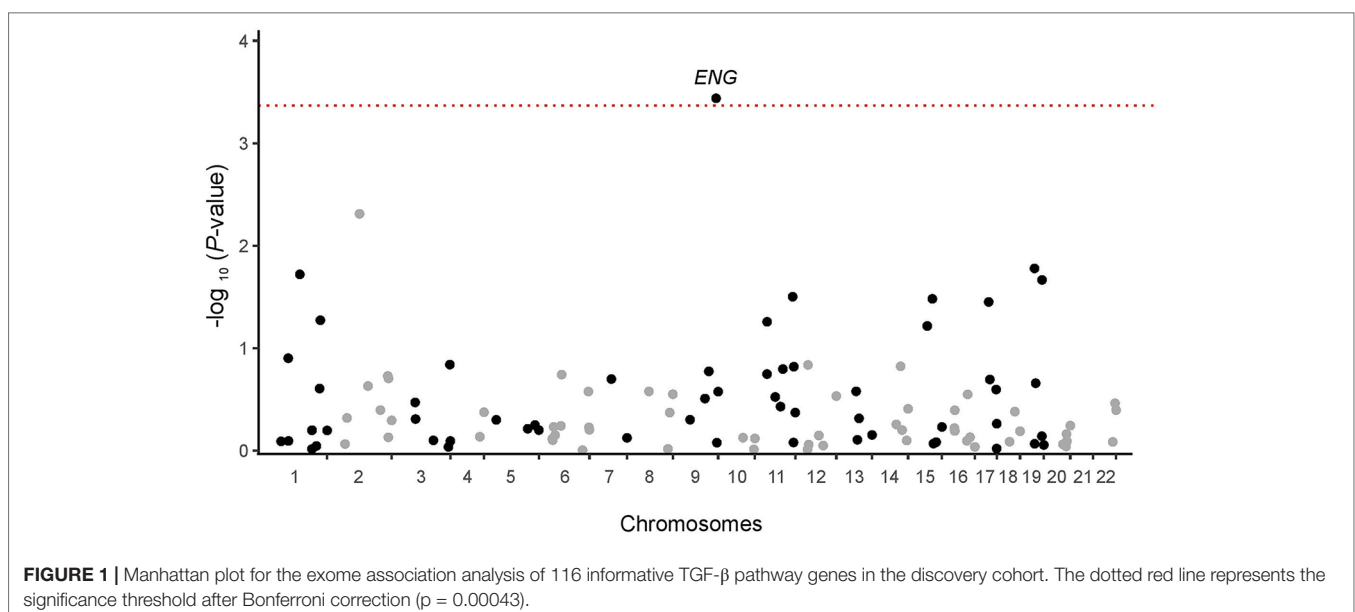 4
ENG
3
2
1
0
-log 10 (P-value)
1 2 3 4 5 6 7 8 9 10 11 12 13 14 15 16 17 18 19 20 21 22
Chromosomes
FIGURE 1 | Manhattan plot for the exome association analysis of 116 informative TGF-β pathway genes in the discovery cohort. The dotted red line represents the
significance threshold after Bonferroni correction (p = 0.00043).